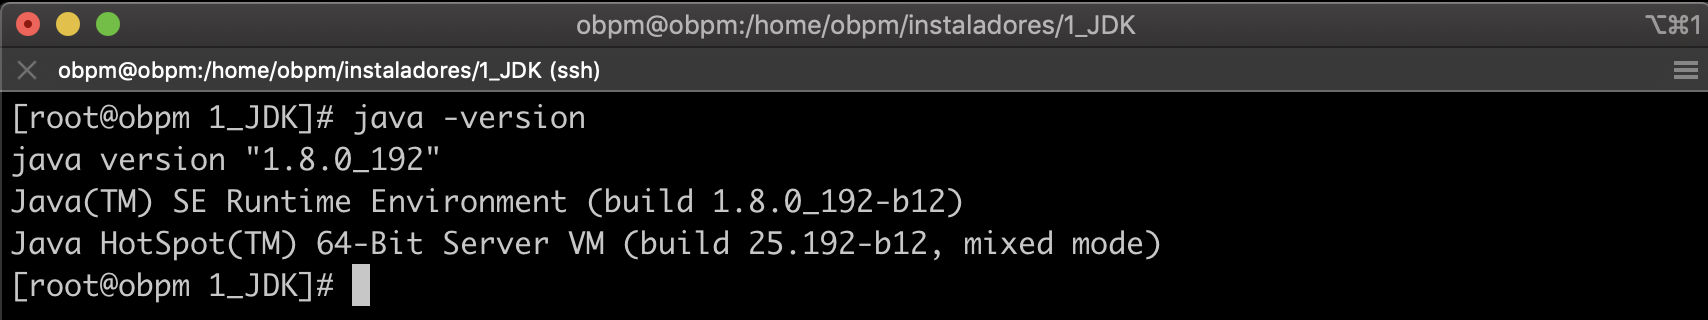 obpm@obpm:/home/obpm/instaladores/1_JDK
⌥⌘1
obpm@obpm:/home/obpm/instaladores/1_JDK (ssh)
[root@obpm 1_JDK]# java -version
java version "1.8.0_192"
Java(TM) SE Runtime Environment (build 1.8.0_192-b12)
Java HotSpot(TM) 64-Bit Server VM (build 25.192-b12, mixed mode)
[root@obpm 1_JDK]#